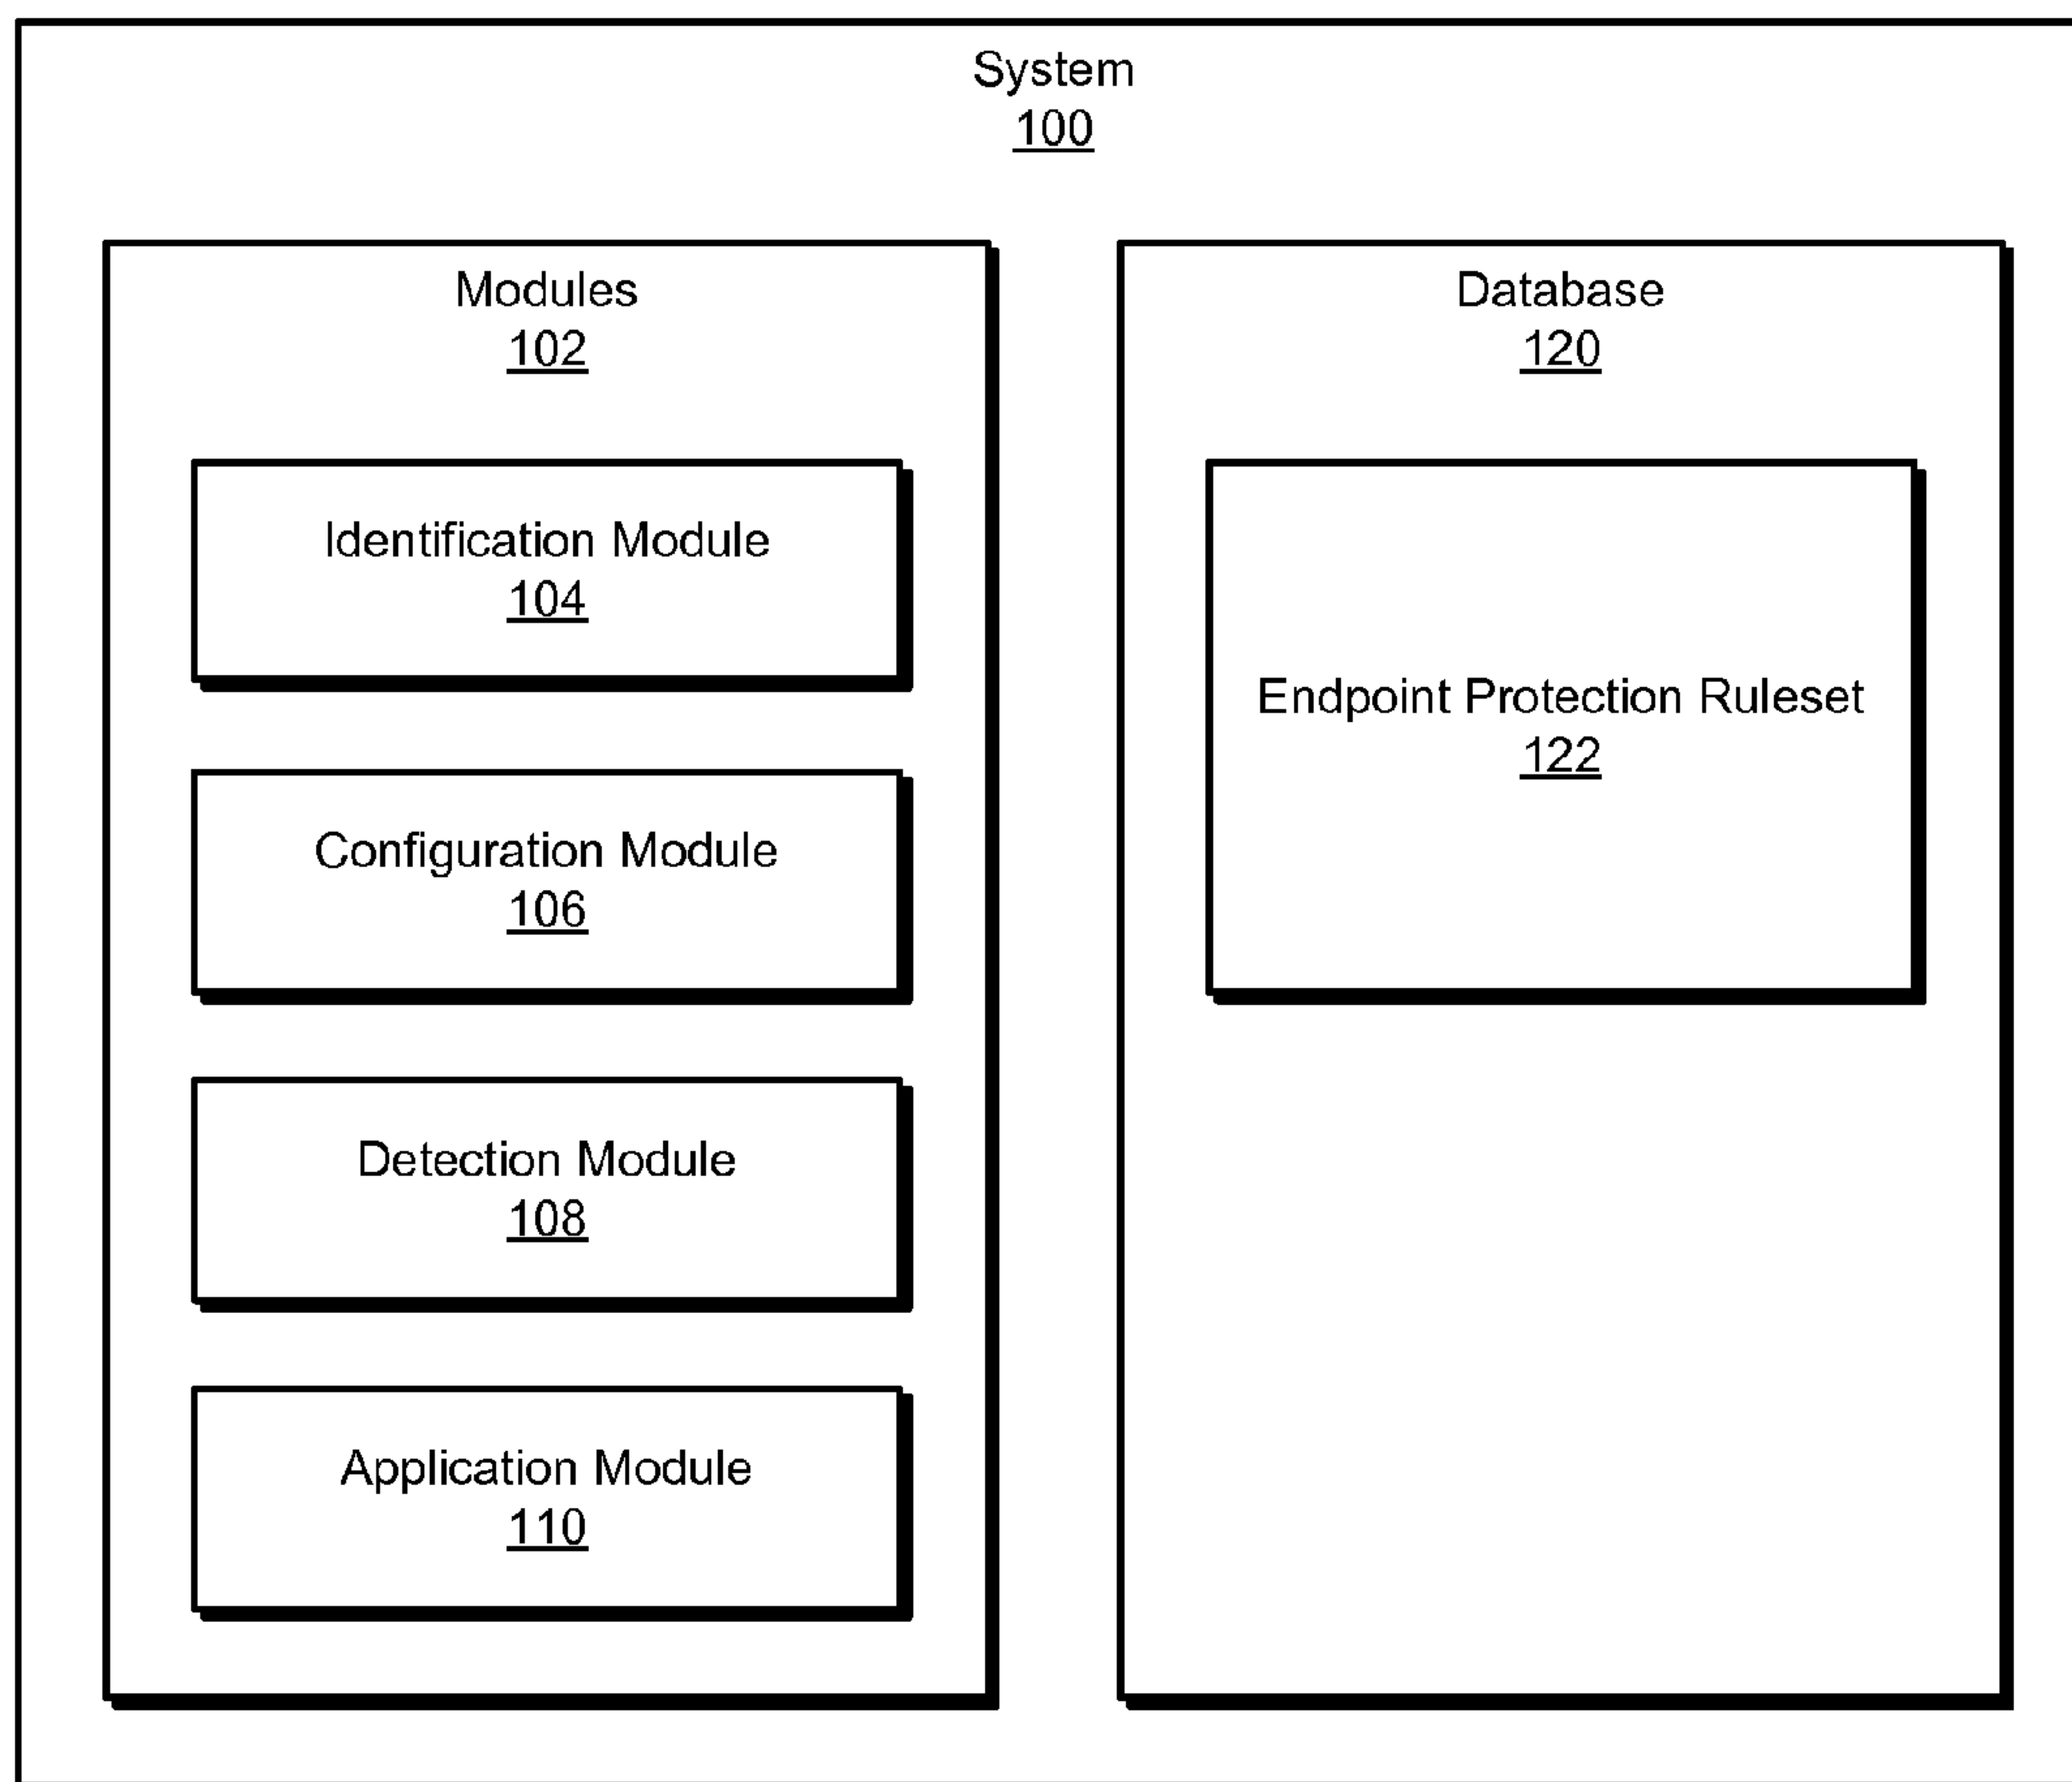 System
100
Modules
102
Identification Module
104
Configuration Module
106
Detection Module
108
Application Module
110
Database
120
Endpoint Protection Ruleset
122